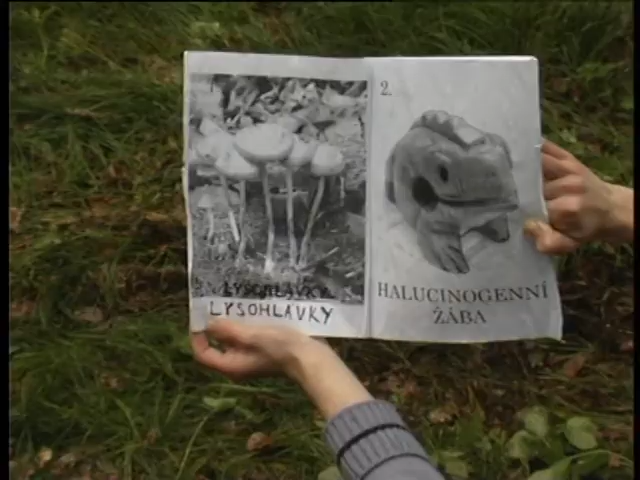 LYSOHLAVKY
LYSOHLAVKY
2.
HALUCINOGENNÍ
ŽÁBA